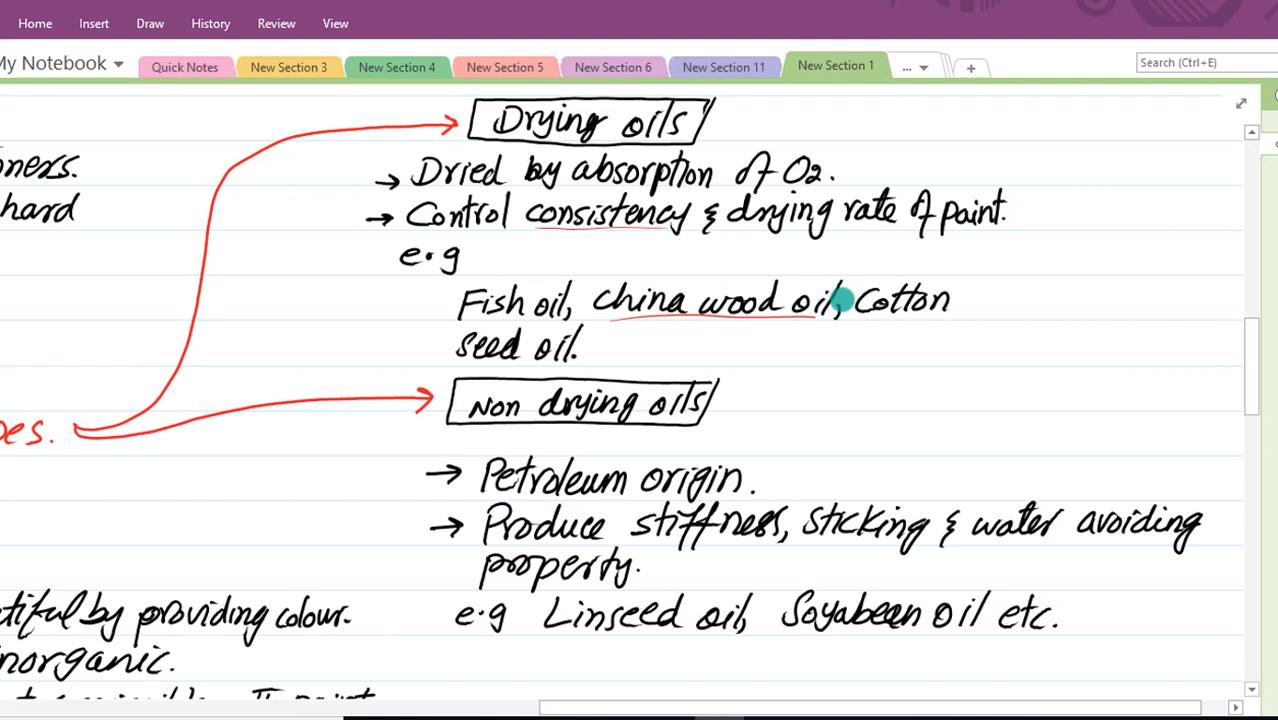 Home Insert Draw History Review View
My Notebook Quick Notes New Section 3 New Section 4 New Section 5 New Section 6 New Section 11 New Section 1 ... + Search (Ctrl+E)
Drying oils
→ Dried by absorption of O2.
→ Control consistency & drying rate of paint.
e.g
Fish oil, china wood oil, Cotton
seed oil.
Non drying oils
→ Petroleum origin.
→ Produce stiffness, sticking & water avoiding
property.
e.g Linseed oil, Soyabean oil etc.
ners.
hard
es.
tiful by providing colour.
norganic.
paint